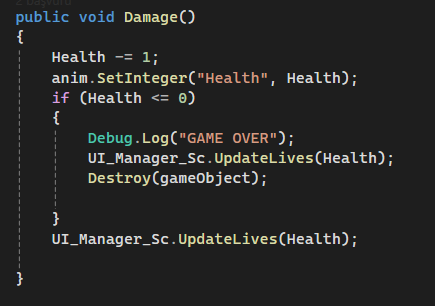 public void Damage()
{
Health -= 1;
anim.SetInteger("Health", Health);
if (Health <= 0)
{
Debug.Log("GAME OVER");
UI_Manager_Sc.UpdateLives(Health);
Destroy(gameObject);
}
UI_Manager_Sc.UpdateLives(Health);
}